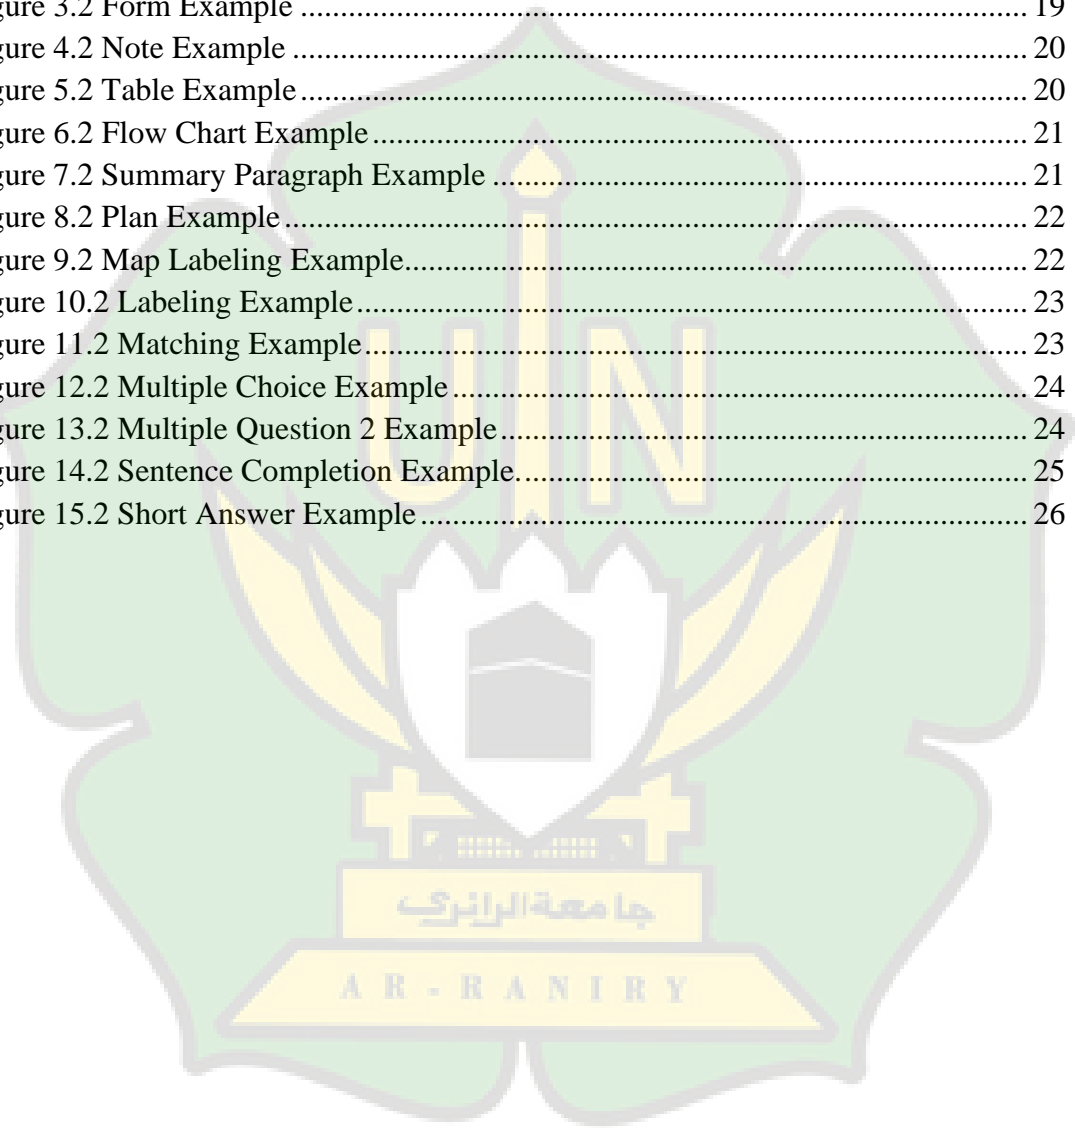 gure 3.2 Form Example ........................................................................................... 19
gure 4.2 Note Example ............................................................................................ 20
gure 5.2 Table Example ........................................................................................... 20
gure 6.2 Flow Chart Example .................................................................................. 21
gure 7.2 Summary Paragraph Example ................................................................... 21
gure 8.2 Plan Example ............................................................................................. 22
gure 9.2 Map Labeling Example.............................................................................. 22
gure 10.2 Labeling Example .................................................................................... 23
gure 11.2 Matching Example ................................................................................... 23
gure 12.2 Multiple Choice Example ........................................................................ 24
gure 13.2 Multiple Question 2 Example .................................................................. 24
gure 14.2 Sentence Completion Example. ............................................................... 25
gure 15.2 Short Answer Example ............................................................................ 26
UIN
جامعة الرانري
AR-RANIRY